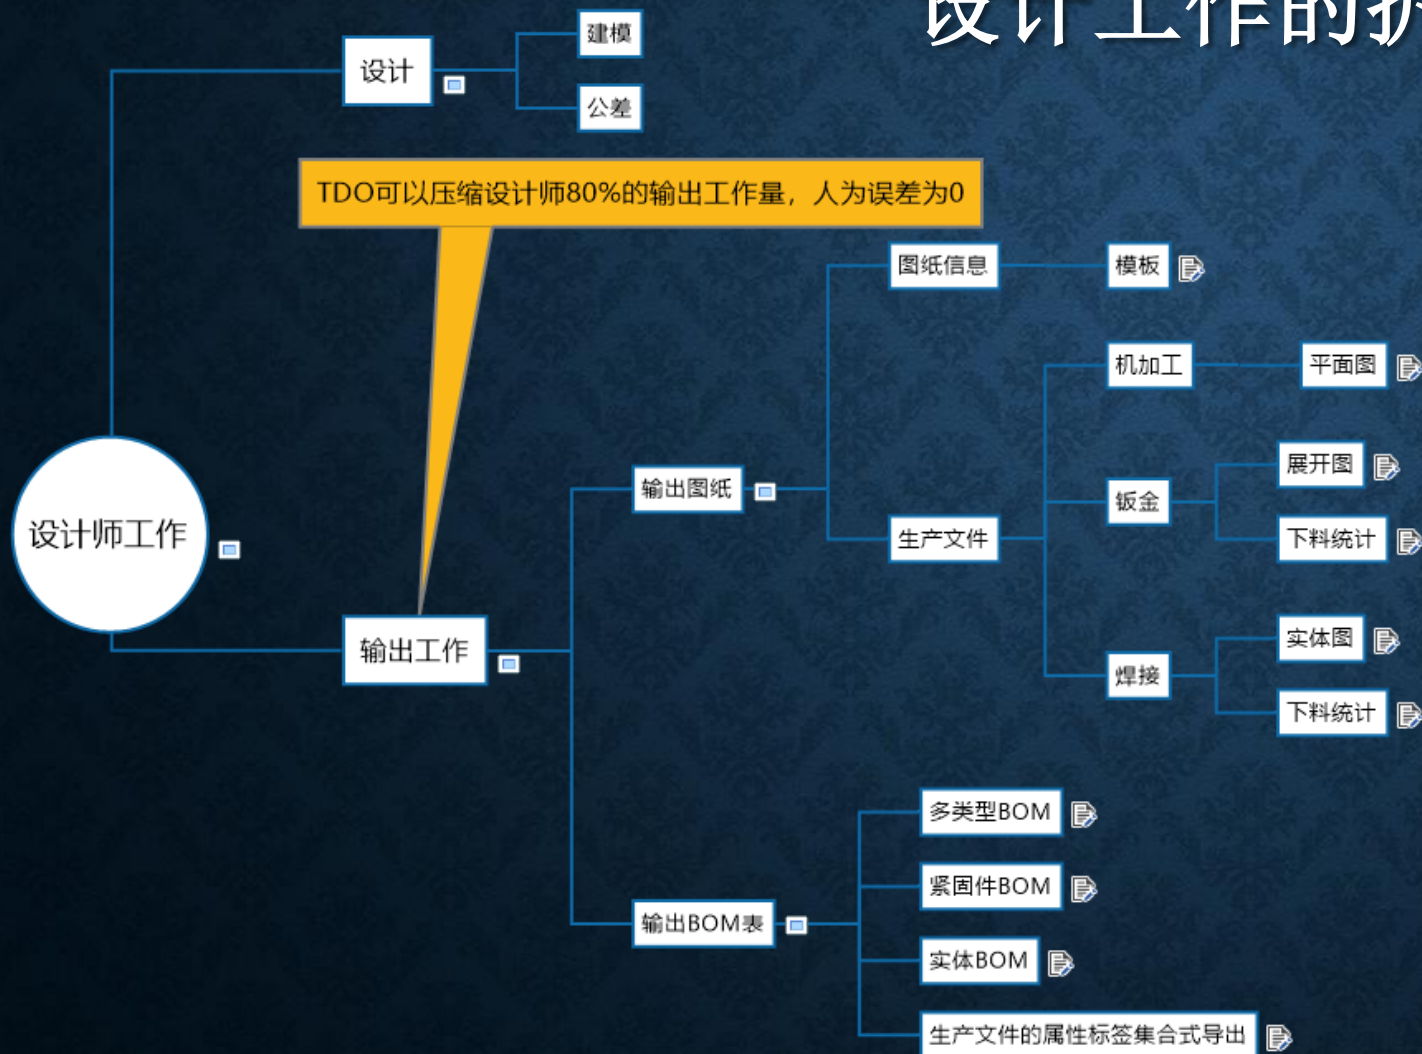 设计工作的
设计
建模
公差
TDO可以压缩设计师80%的输出工作量，人为误差为0
设计师工作
输出工作
输出图纸
图纸信息
模板
生产文件
机加工
平面图
钣金
展开图
下料统计
焊接
实体图
下料统计
输出BOM表
多类型BOM
紧固件BOM
实体BOM
生产文件的属性标签集合式导出